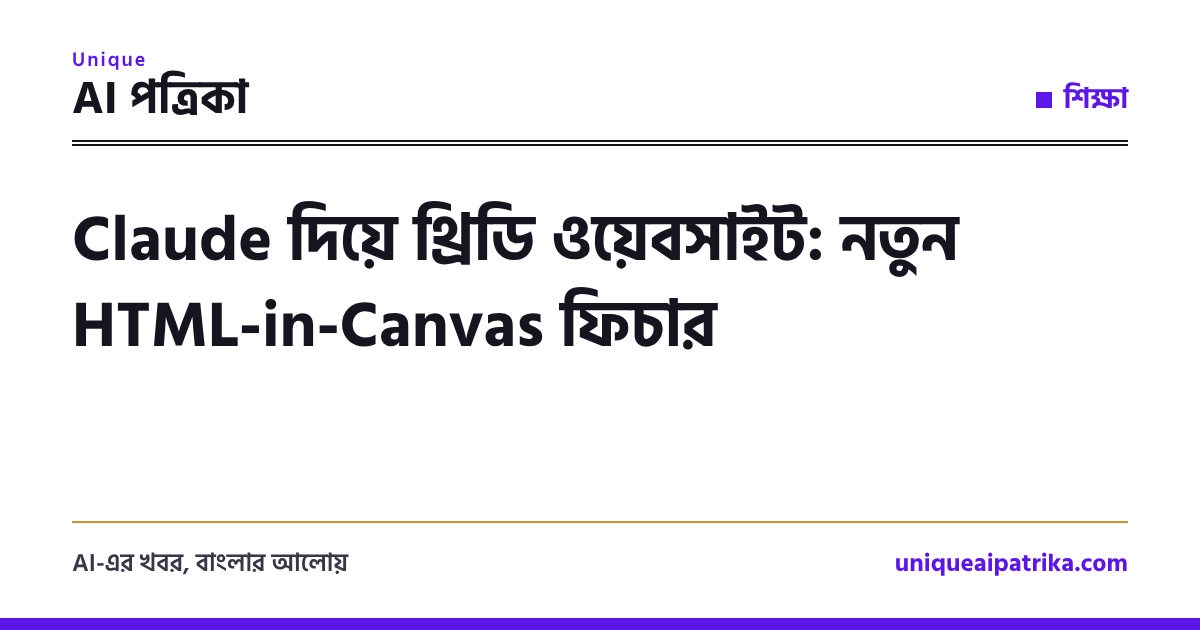 Unique
AI পত্রিকা
শিক্ষা
Claude দিয়ে থ্রিডি ওয়েবসাইট: নতুন
HTML-in-Canvas ফিচার
AI-এর খবর, বাংলার আলোয়
uniqueaipatrika.com